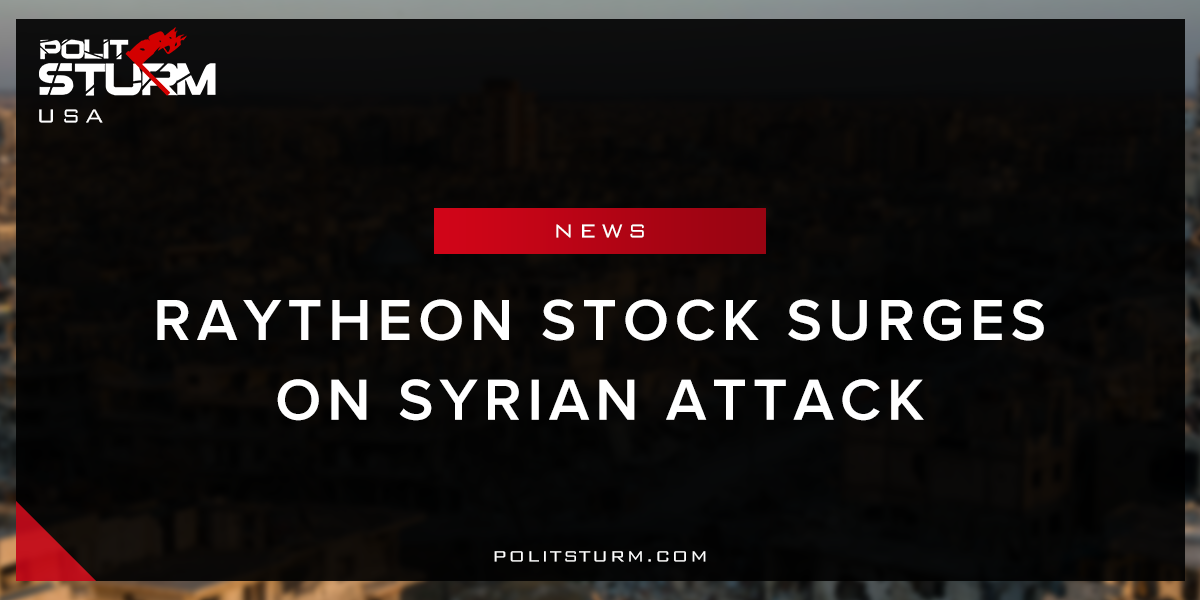 POLIT
STURM
USA
NEWS
RAYTHEON STOCK SURGES
ON SYRIAN ATTACK
POLITSTURM.COM